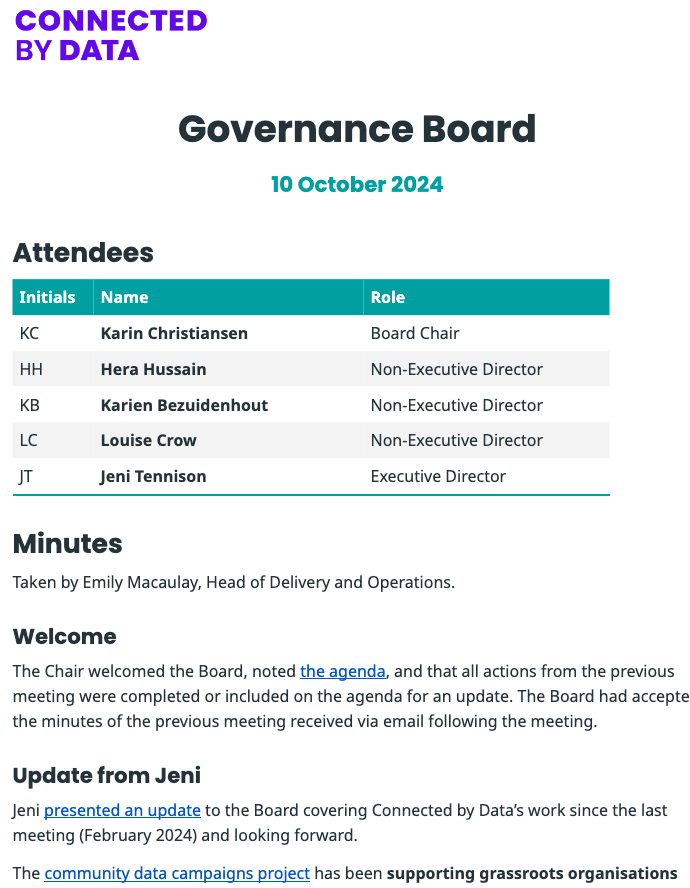 CONNECTED
BY DATA
Governance Board
10 October 2024
Attendees
Initials Name Role
KC Karin Christiansen Board Chair
HH Hera Hussain Non-Executive Director
KB Karien Bezuidenhout Non-Executive Director
LC Louise Crow Non-Executive Director
JT Jeni Tennison Executive Director
Minutes
Taken by Emily Macaulay, Head of Delivery and Operations.
Welcome
The Chair welcomed the Board, noted the agenda, and that all actions from the previous
meeting were completed or included on the agenda for an update. The Board had accepte
the minutes of the previous meeting received via email following the meeting.
Update from Jeni
Jeni presented an update to the Board covering Connected by Data’s work since the last
meeting (February 2024) and looking forward.
The community data campaigns project has been supporting grassroots organisations